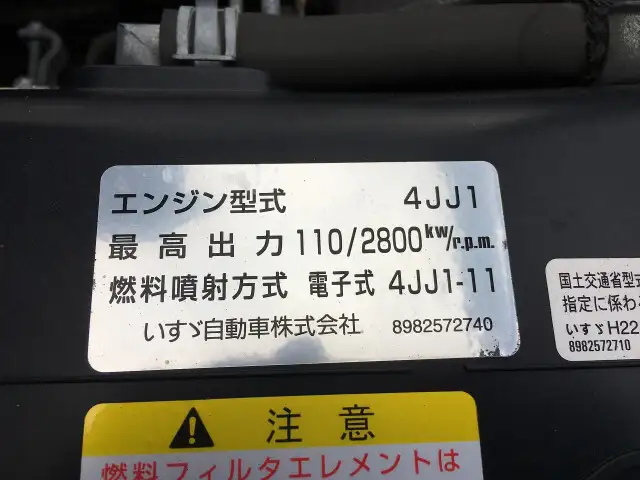 エンジン型式 4JJ1
最高出力 110/2800kw/r.p.m.
燃料噴射方式 電子式 4JJ1-11
いすゞ自動車株式会社 8982572740
国土交通省型式
指定に係わ
いすゞH22
8982572710
注意
燃料フィルタエレメントは